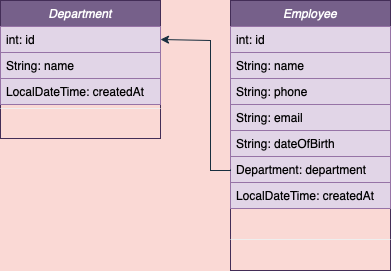 Department
int: id
String: name
LocalDateTime: createdAt
Employee
int: id
String: name
String: phone
String: email
String: dateOfBirth
Department: department
LocalDateTime: createdAt